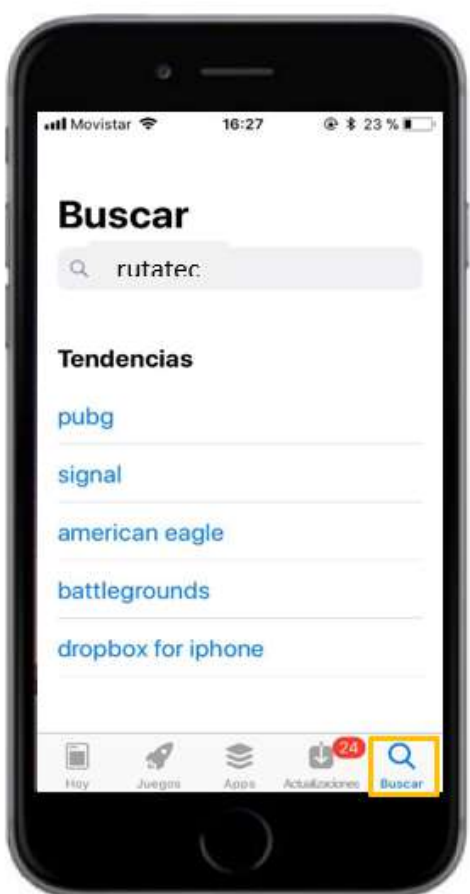 Movistar 16:27 23 %
Buscar
rutatec
Tendencias
pubg
signal
american eagle
battlegrounds
dropbox for iphone
24
Hoy Juegos Apps Actualizaciones Buscar